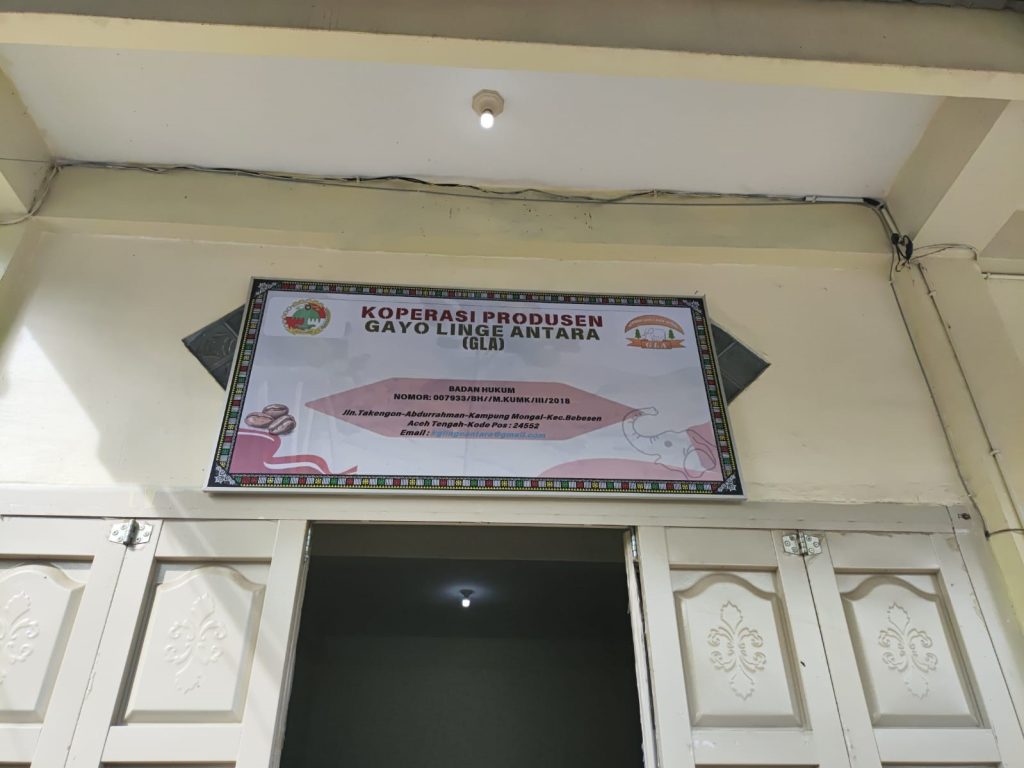 KOPERASI PRODUSEN
GAYO LINGE ANTARA
(GLA)
GLA
BADAN HUKUM
NOMOR: 007933/BH//M.KUMK/III/2018
Jln.Takengon-Abdurrahman-Kampung Mongal-Kec.Bebesen
Aceh Tengah-Kode Pos : 24552
Email :